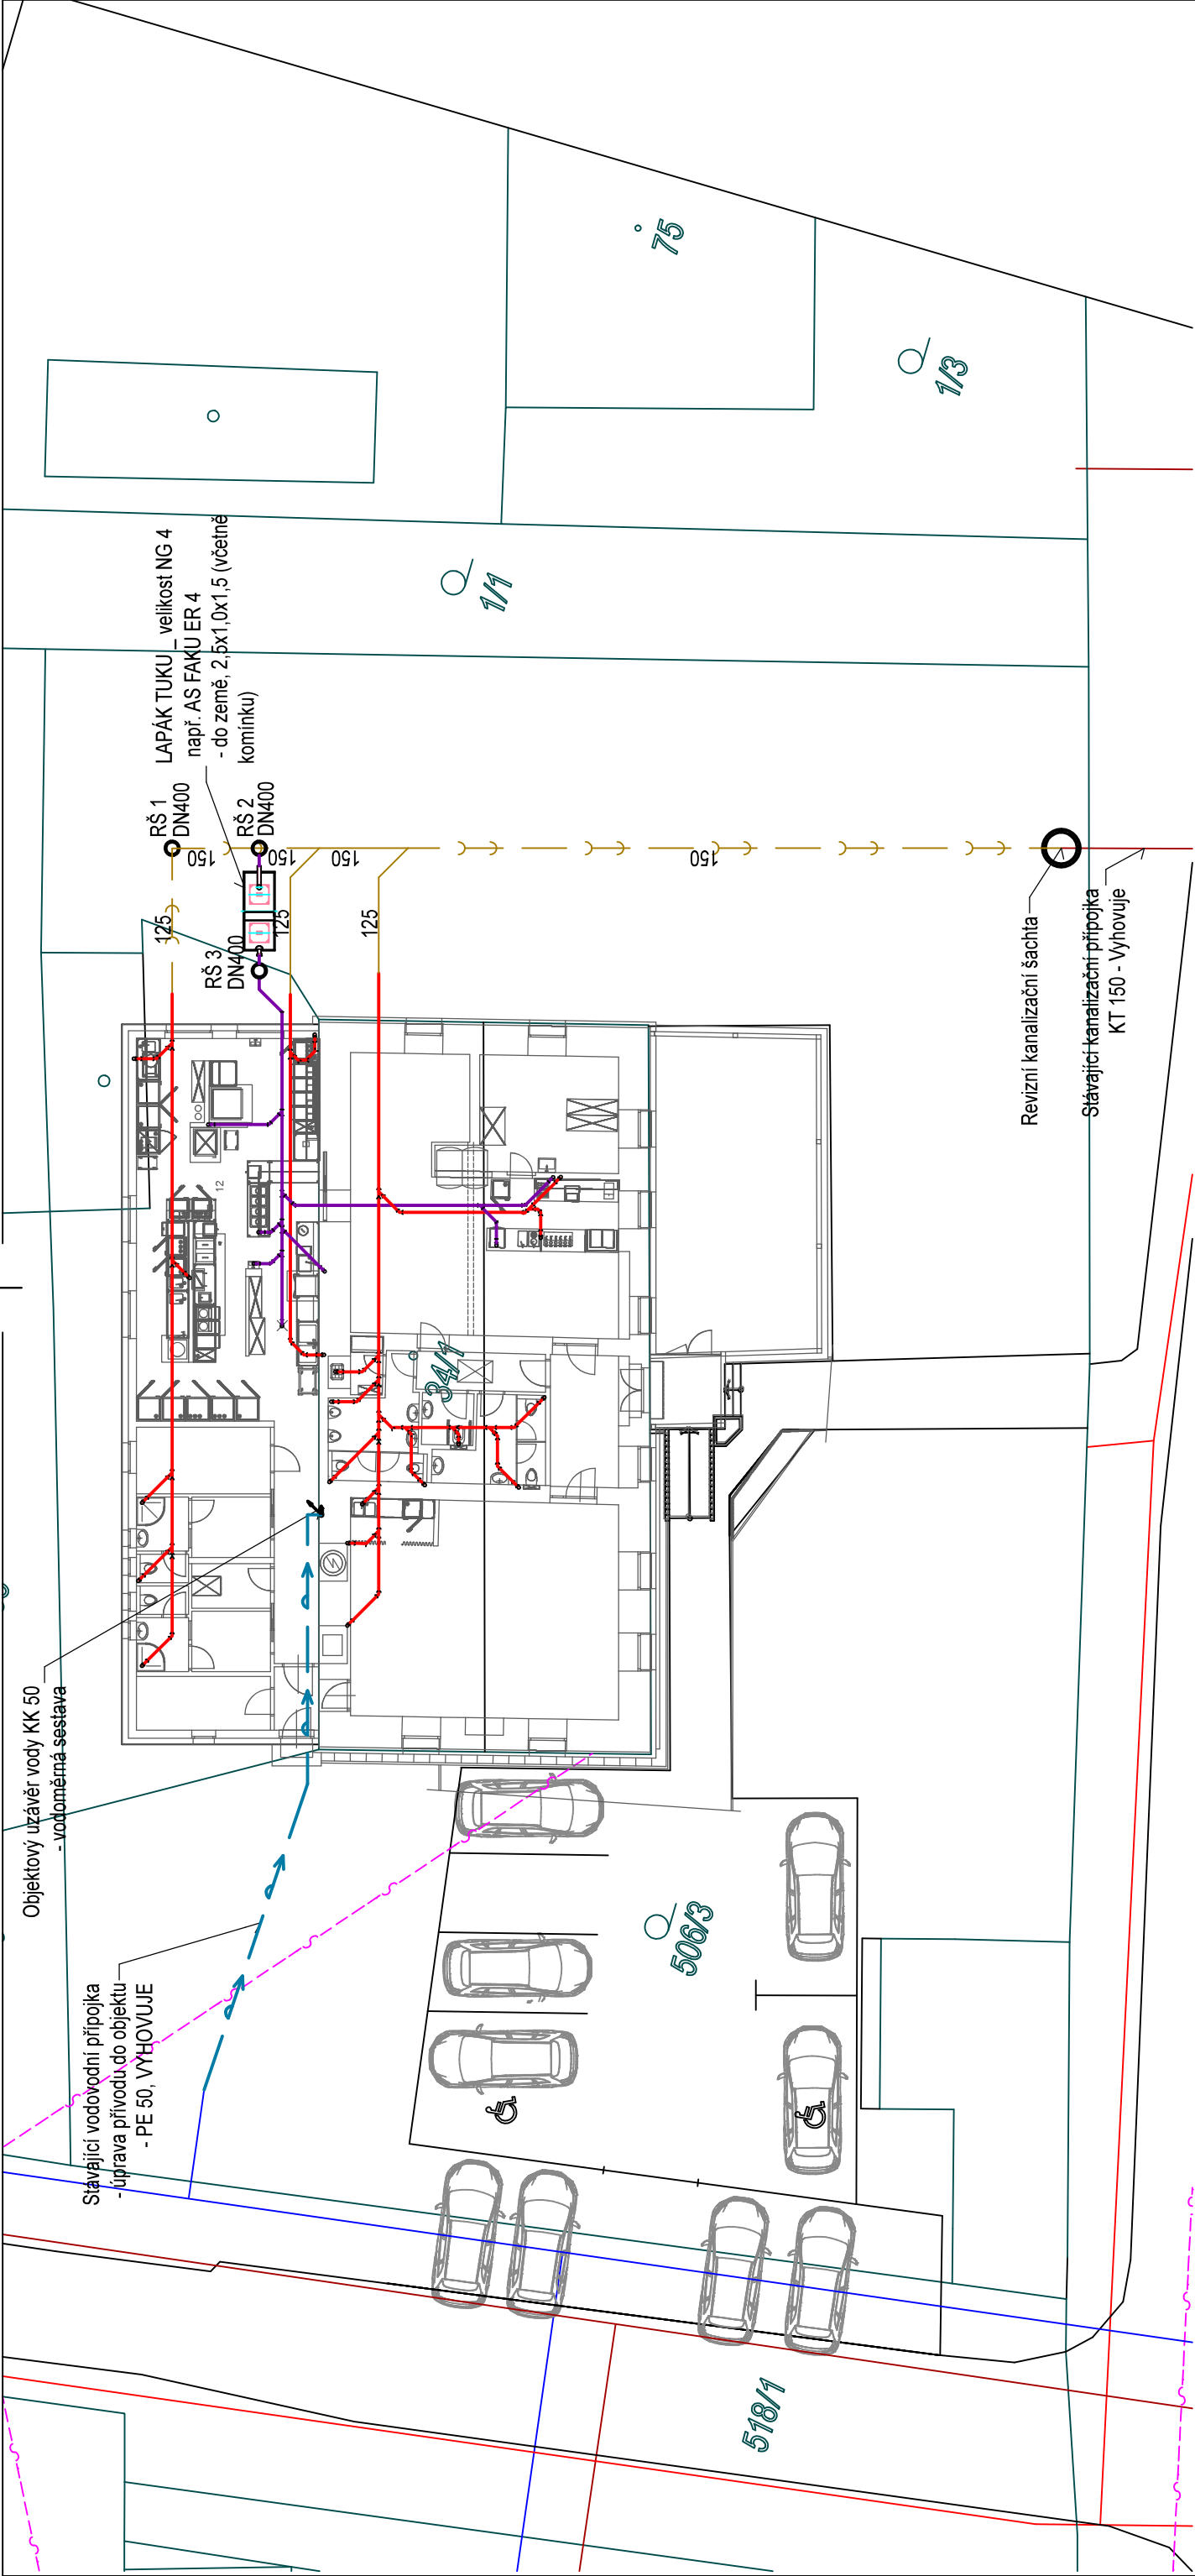 LAPÁK TUKU – velikost NG 4
např. AS FAKU ER 4
- do země, 2,5x1,0x1,5 (včetně
komínku)
RŠ 1
DN400
RŠ 2
DN400
RŠ 3
DN400
150
150
150
150
125
125
125
75
1/3
1/1
12
34/1
Revizní kanalizační šachta
Stávající kanalizační přípojka
KT 150 - Vyhovuje
Objektový uzávěr vody KK 50
- vodoměrná sestava
Stávající vodovodní přípojka
- úprava přívodu do objektu
- PE 50, VYHOVUJE
506/3
518/1